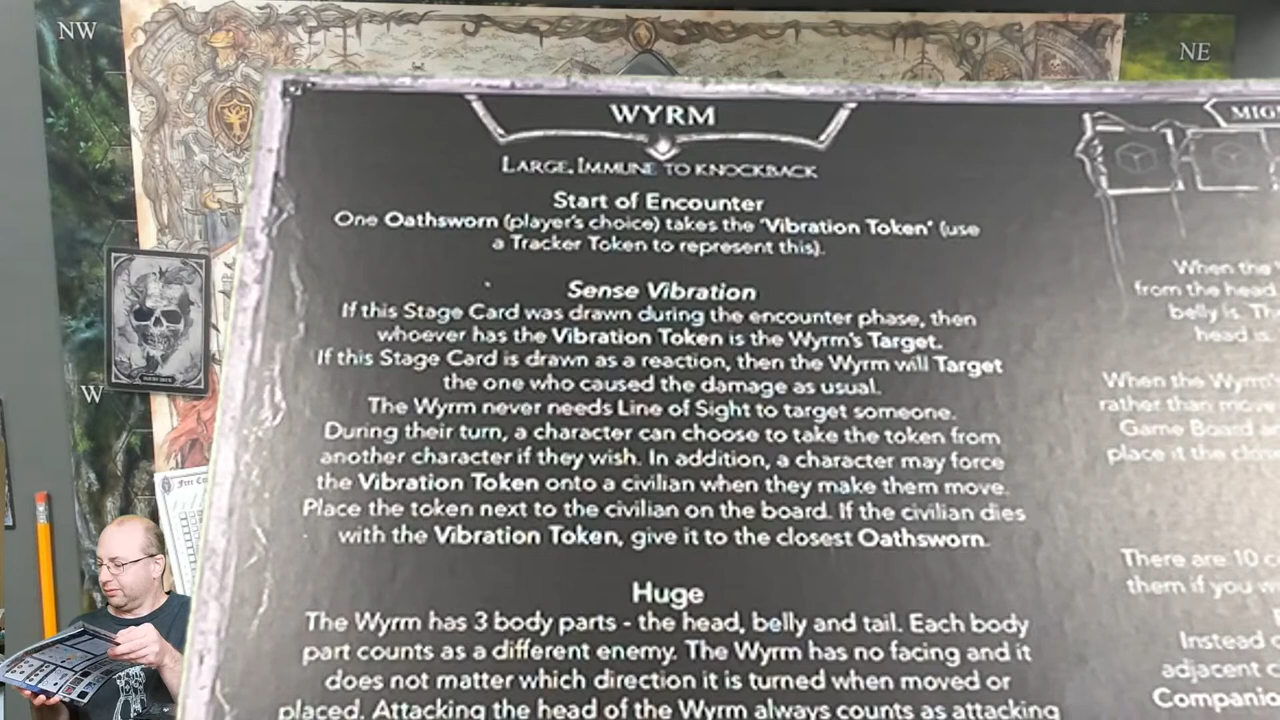 NW
NE
WYRM
MIG
LARGE, IMMUNE TO KNOCKBACK
Start of Encounter
One Oathsworn (player's choice) takes the 'Vibration Token' (use
a Tracker Token to represent this).
Sense Vibration
If this Stage Card was drawn during the encounter phase, then
whoever has the Vibration Token is the Wyrm's Target.
If this Stage Card is drawn as a reaction, then the Wyrm will Target
the one who caused the damage as usual.
The Wyrm never needs Line of Sight to target someone.
During their turn, a character can choose to take the token from
another character if they wish. In addition, a character may force
the Vibration Token onto a civilian when they make them move.
Place the token next to the civilian on the board. If the civilian dies
with the Vibration Token, give it to the closest Oathsworn.
Huge
The Wyrm has 3 body parts - the head, belly and tail. Each body
part counts as a different enemy. The Wyrm has no facing and it
does not matter which direction it is turned when moved or
placed. Attacking the head of the Wyrm always counts as attacking
When the
from the head
belly is. Th
head is
When the Wyrm's
rather than move
Game Board a
place it the close
There are 10 c
them if you w
Instead o
adjacent c
Companio
W